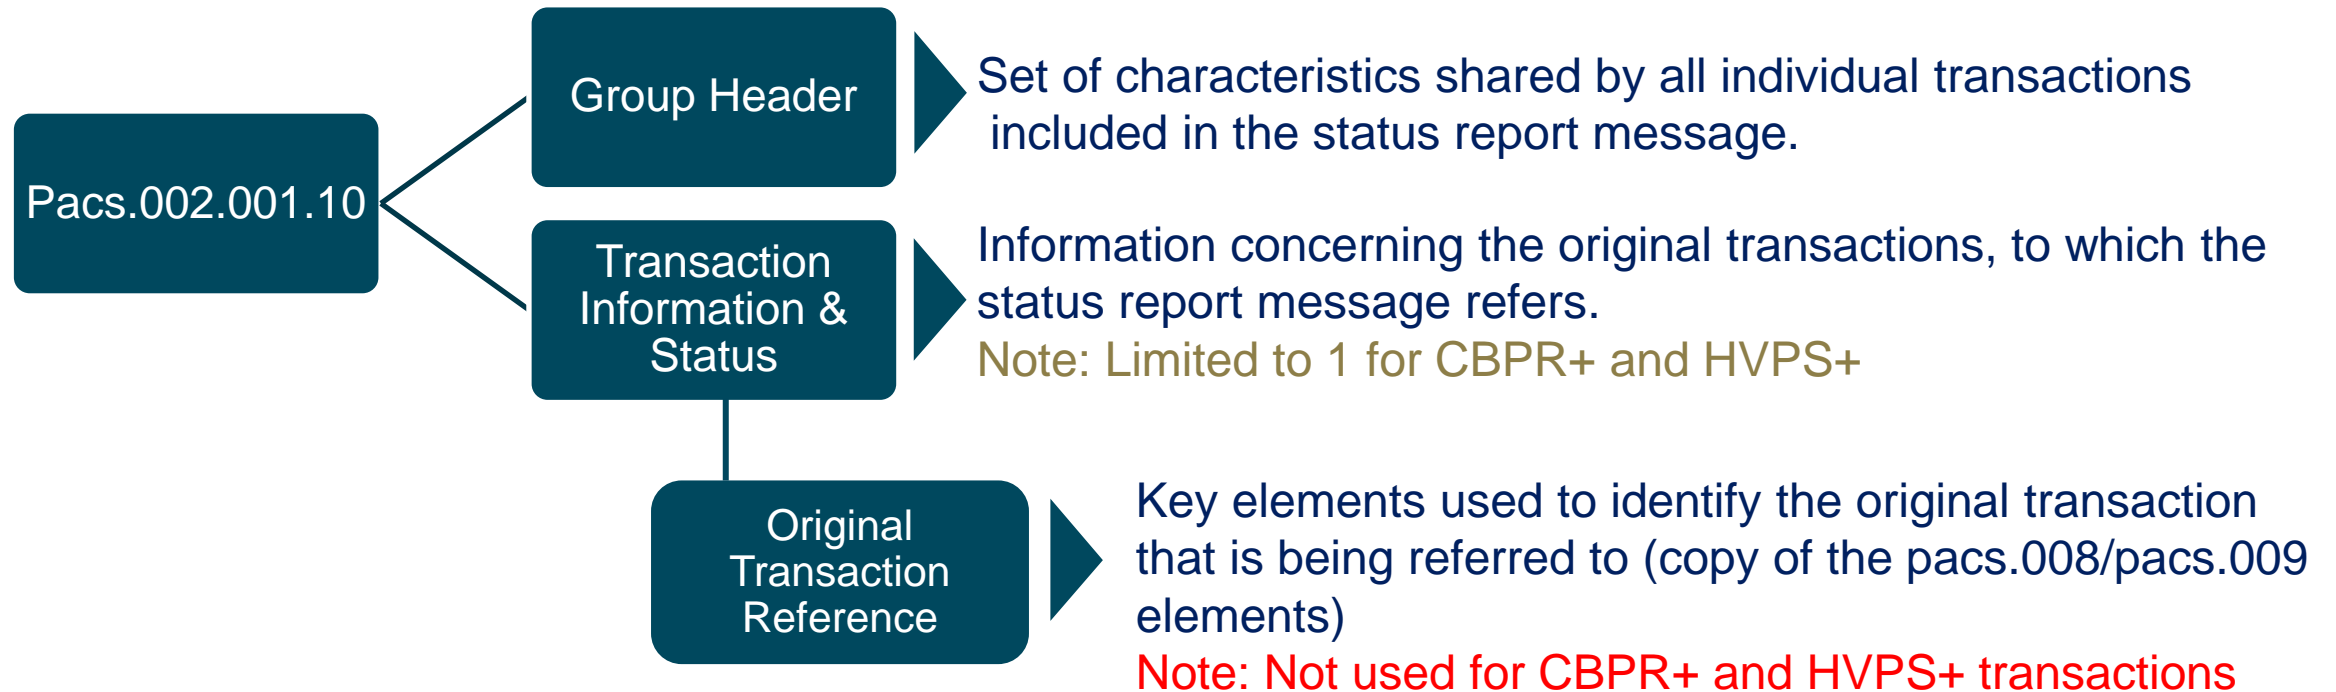 Pacs.002.001.10
Group Header
Set of characteristics shared by all individual transactions
included in the status report message.
Transaction
Information &
Status
Information concerning the original transactions, to which the
status report message refers.
Note: Limited to 1 for CBPR+ and HVPS+
Original
Transaction
Reference
Key elements used to identify the original transaction
that is being referred to (copy of the pacs.008/pacs.009
elements)
Note: Not used for CBPR+ and HVPS+ transactions